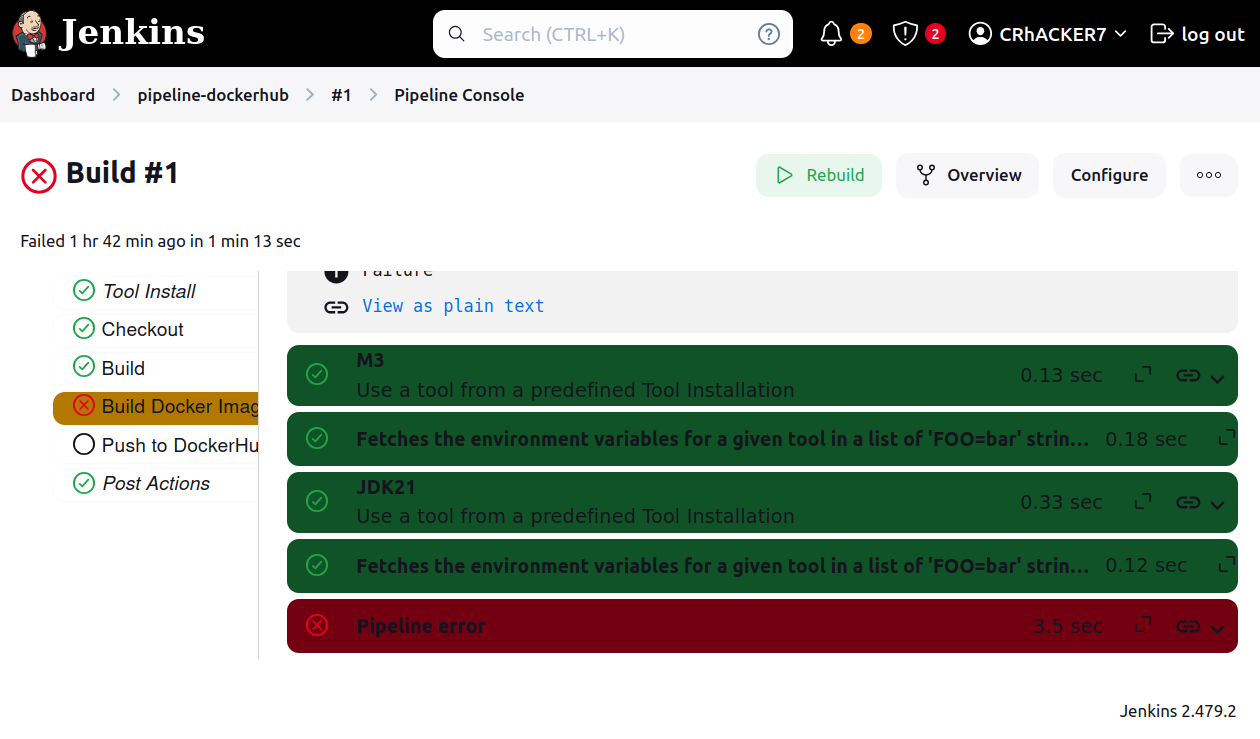 Jenkins
Search (CTRL+K)
?
2
2
CRhACKER7
log out
Dashboard
pipeline-dockerhub
#1
Pipeline Console
Build #1
Rebuild
Overview
Configure
Failed 1 hr 42 min ago in 1 min 13 sec
Tool Install
Checkout
Build
Build Docker Imag
Push to DockerHu
Post Actions
Failure
View as plain text
M3
Use a tool from a predefined Tool Installation
0.13 sec
Fetches the environment variables for a given tool in a list of 'FOO=bar' strin...
0.18 sec
JDK21
Use a tool from a predefined Tool Installation
0.33 sec
Fetches the environment variables for a given tool in a list of 'FOO=bar' strin...
0.12 sec
Pipeline error
3.5 sec
Jenkins 2.479.2